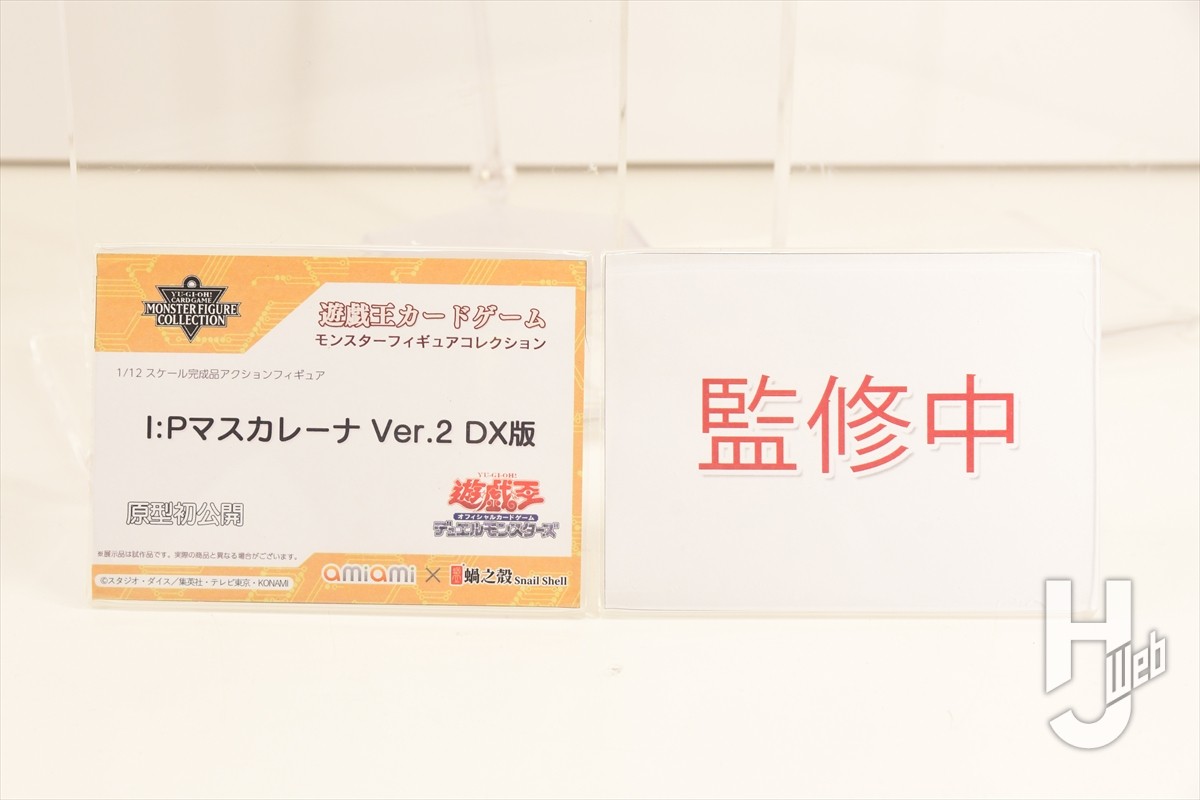 YU-GI-OH!
CARD GAME
MONSTER FIGURE
COLLECTION
遊戯王カードゲーム
モンスターフィギュアコレクション
1/12 スケール完成品アクションフィギュア
I:Pマスカレーナ Ver.2 DX版
原型初公開
YU-GI-OH!
遊戯王
オフィシャルカードゲーム
デュエルモンスターズ
※展示品は試作品です。実際の商品と異なる場合がございます。
©スタジオ・ダイス/集英社・テレビ東京・KONAMI
amiami × 蝸之殼 Snail Shell
監修中
HJ Web